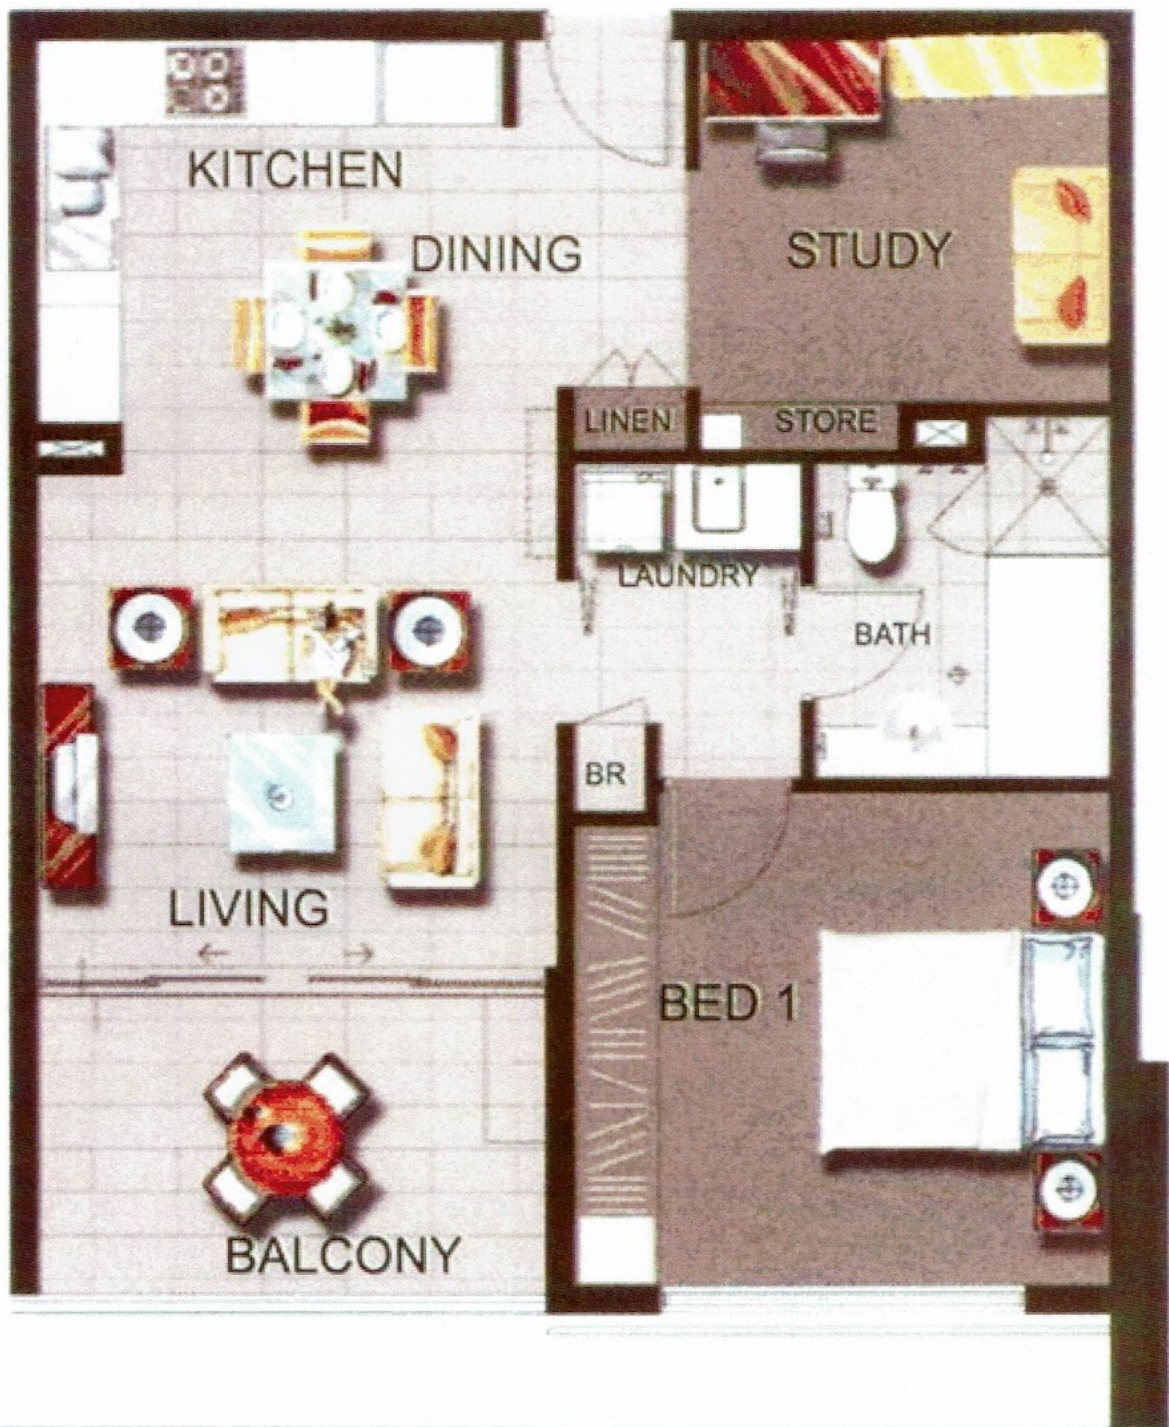 KITCHEN
DINING
STUDY
LINEN
STORE
LAUNDRY
BATH
BR
LIVING
BED 1
BALCONY